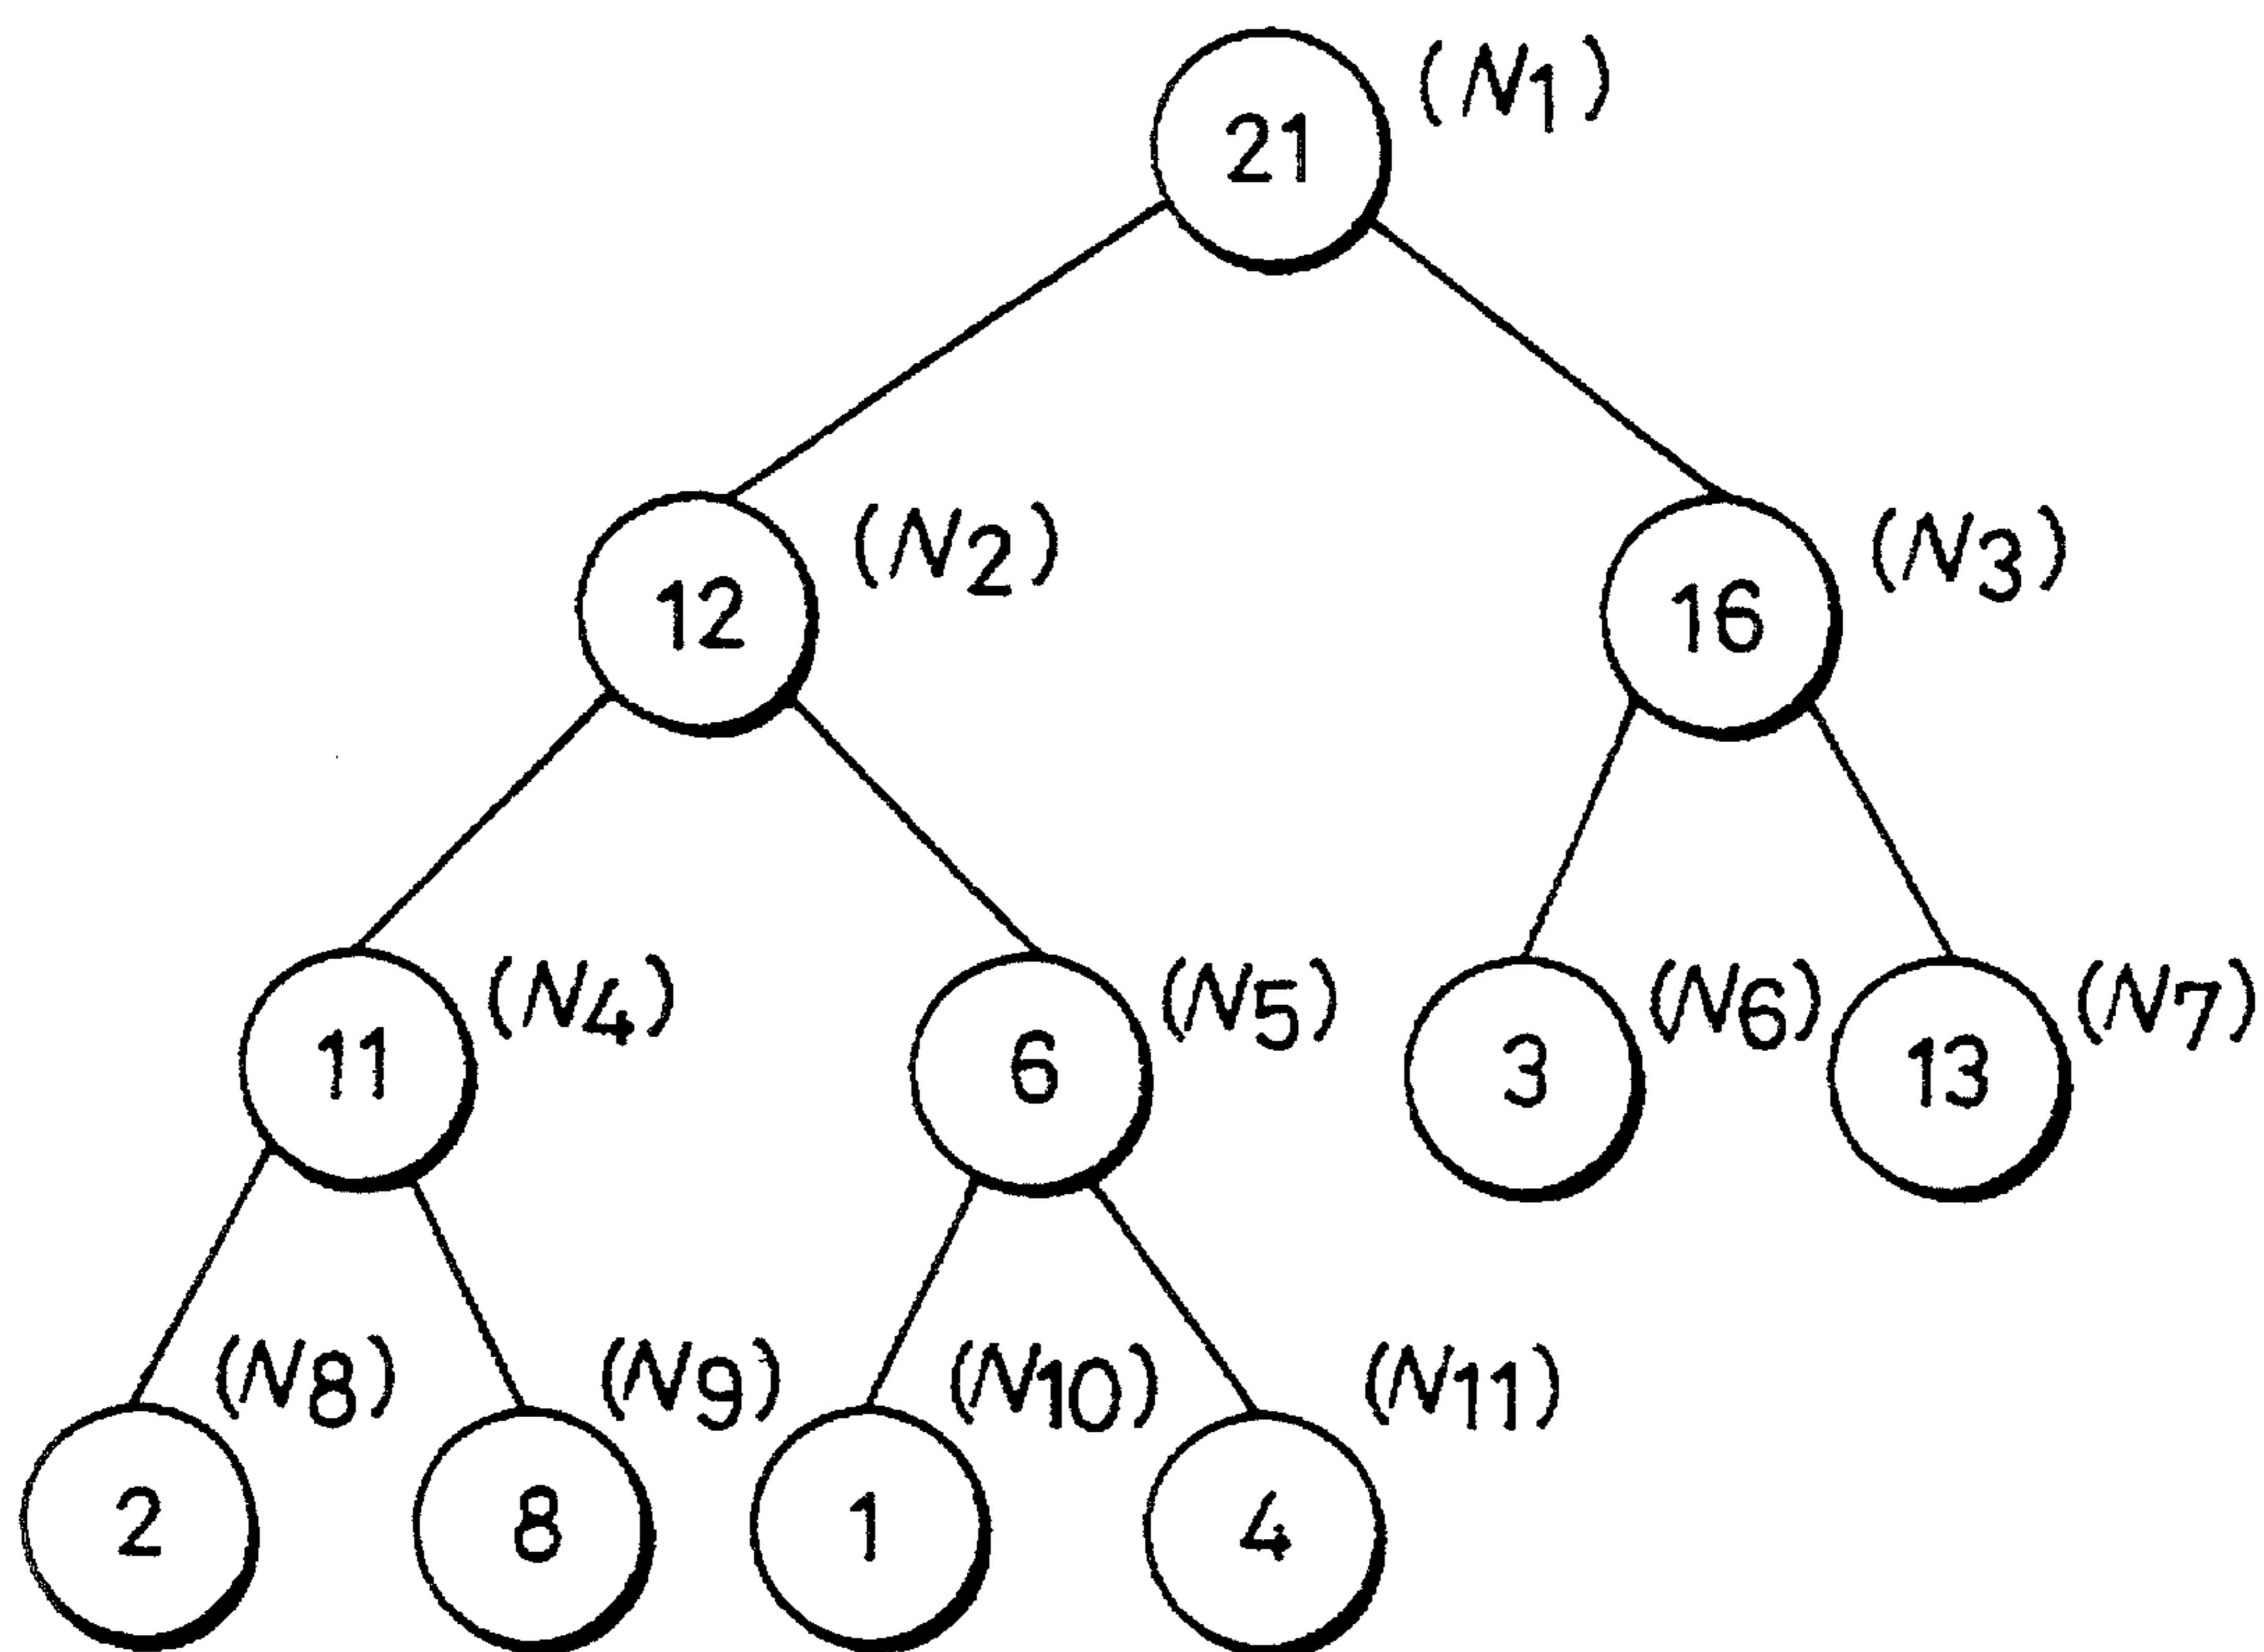 21 (N1)
12 (N2) 16 (N3)
11 (N4) 6 (N5) 3 (N6) 13 (N7)
2 (N8) 8 (N9) 1 (N10) 4 (N11)